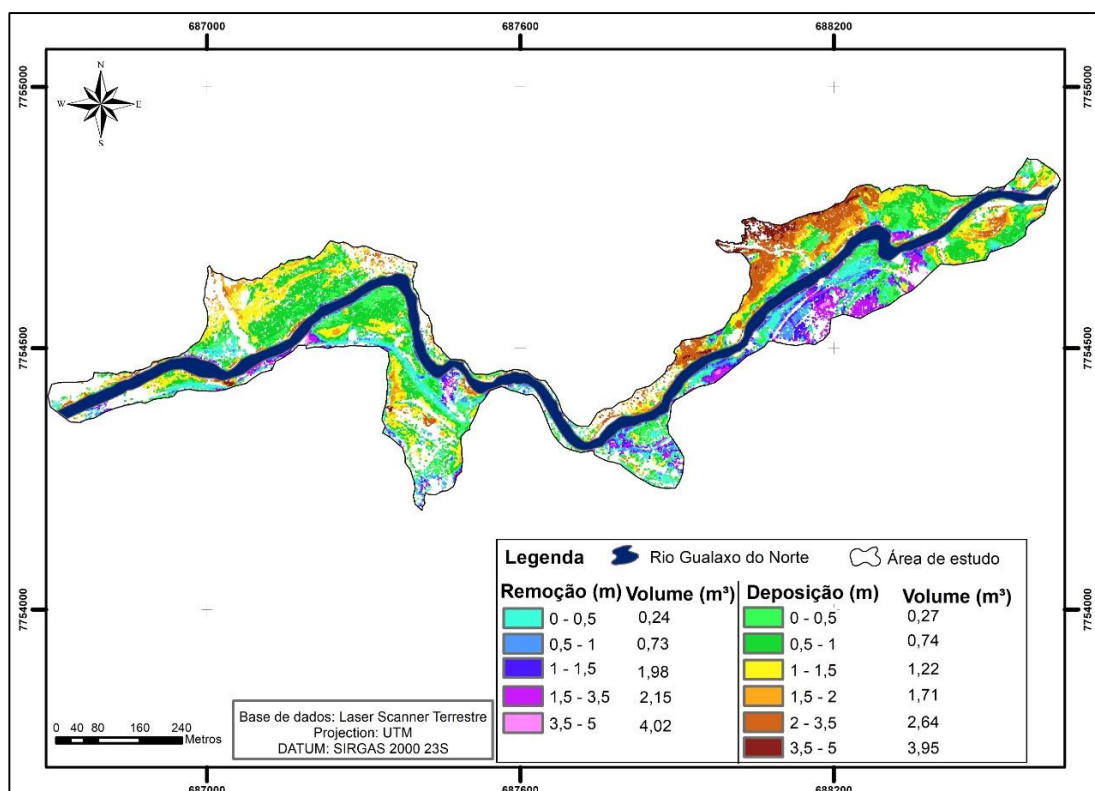 687000 687600 688200
7755000 7755000
N
W E
S
7754500 7754500
Legenda Rio Gualaxo do Norte Área de estudo
Remoção (m) Volume (m³) Deposição (m) Volume (m³)
0 - 0,5 0,24 0 - 0,5 0,27
0,5 - 1 0,73 0,5 - 1 0,74
1 - 1,5 1,98 1 - 1,5 1,22
1,5 - 3,5 2,15 1,5 - 2 1,71
3,5 - 5 4,02 2 - 3,5 2,64
3,5 - 5 3,95
7754000 7754000
0 40 80 160 240
Metros
Base de dados: Laser Scanner Terrestre
Projection: UTM
DATUM: SIRGAS 2000 23S
687000 687600 688200